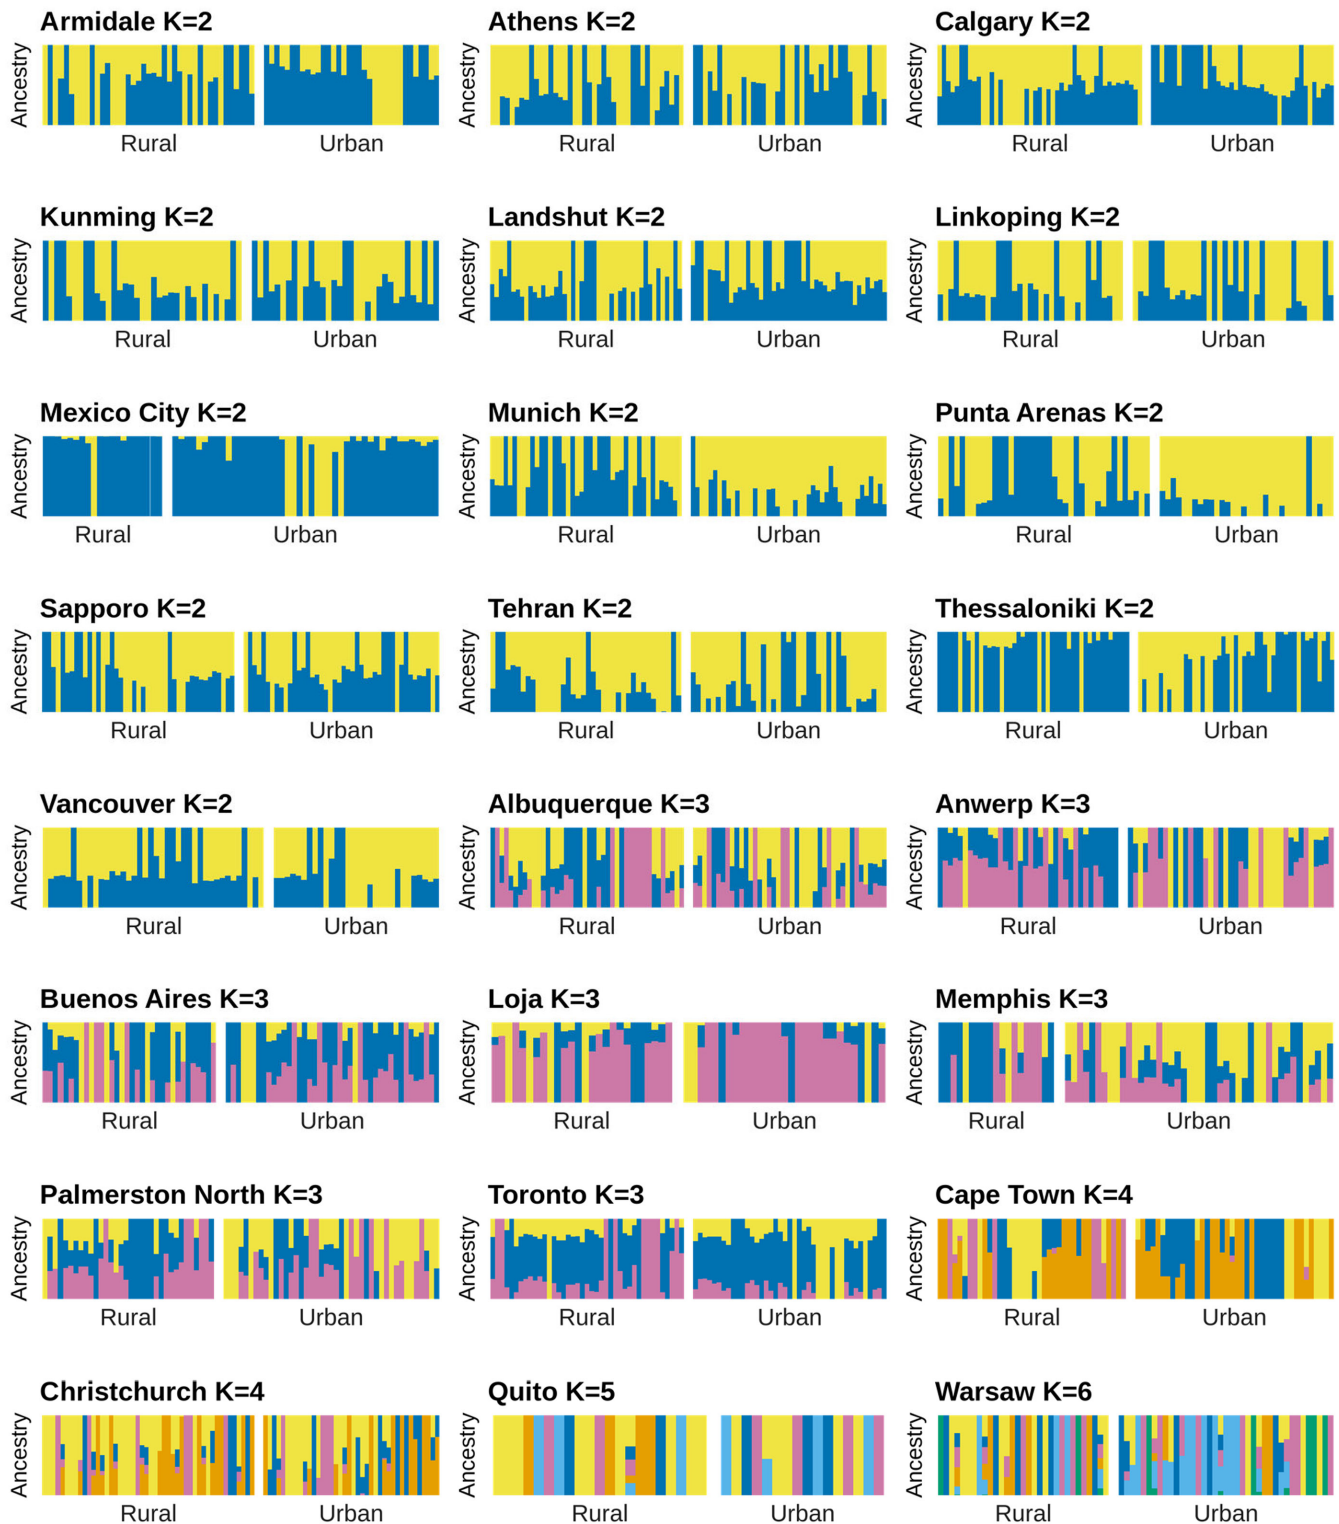 Armidale K=2
Athens K=2
Calgary K=2
Ancestry
Ancestry
Ancestry
Rural
Urban
Rural
Urban
Rural
Urban
Kunming K=2
Landshut K=2
Linkoping K=2
Ancestry
Ancestry
Ancestry
Rural
Urban
Rural
Urban
Rural
Urban
Mexico City K=2
Munich K=2
Punta Arenas K=2
Ancestry
Ancestry
Ancestry
Rural
Urban
Rural
Urban
Rural
Urban
Sapporo K=2
Tehran K=2
Thessaloniki K=2
Ancestry
Ancestry
Ancestry
Rural
Urban
Rural
Urban
Rural
Urban
Vancouver K=2
Albuquerque K=3
Anwerp K=3
Ancestry
Ancestry
Ancestry
Rural
Urban
Rural
Urban
Rural
Urban
Buenos Aires K=3
Loja K=3
Memphis K=3
Ancestry
Ancestry
Ancestry
Rural
Urban
Rural
Urban
Rural
Urban
Palmerston North K=3
Toronto K=3
Cape Town K=4
Ancestry
Ancestry
Ancestry
Rural
Urban
Rural
Urban
Rural
Urban
Christchurch K=4
Quito K=5
Warsaw K=6
Ancestry
Ancestry
Ancestry
Rural
Urban
Rural
Urban
Rural
Urban